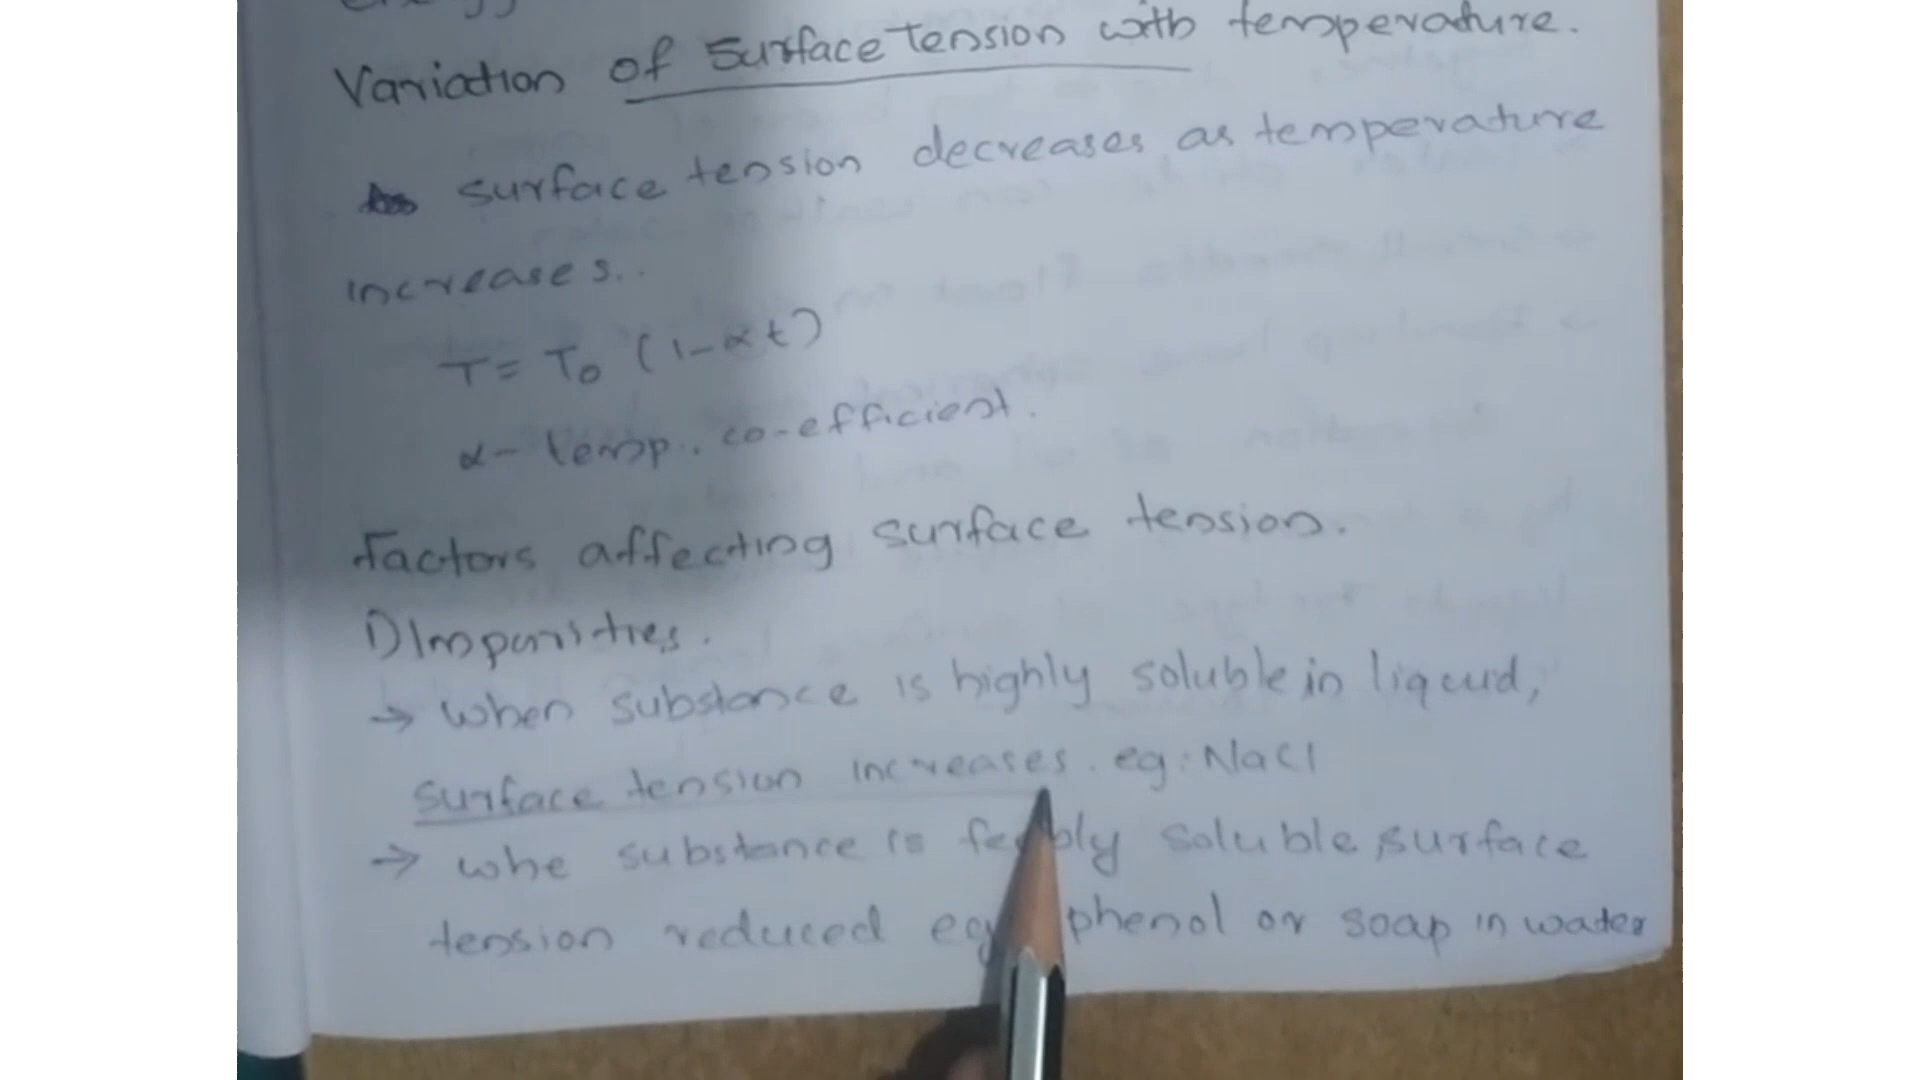 Variation of Surface Tension with temperature.
surface tension decreases as temperature
increases..
T = T₀ (1-αt)
α- temp. co-efficient.
Factors affecting surface tension.
1) Impurities.
→ When substance is highly soluble in liquid,
surface tension increases. eg: NaCl
→ whe substance is feebly soluble, surface
tension reduced eg phenol or soap in water